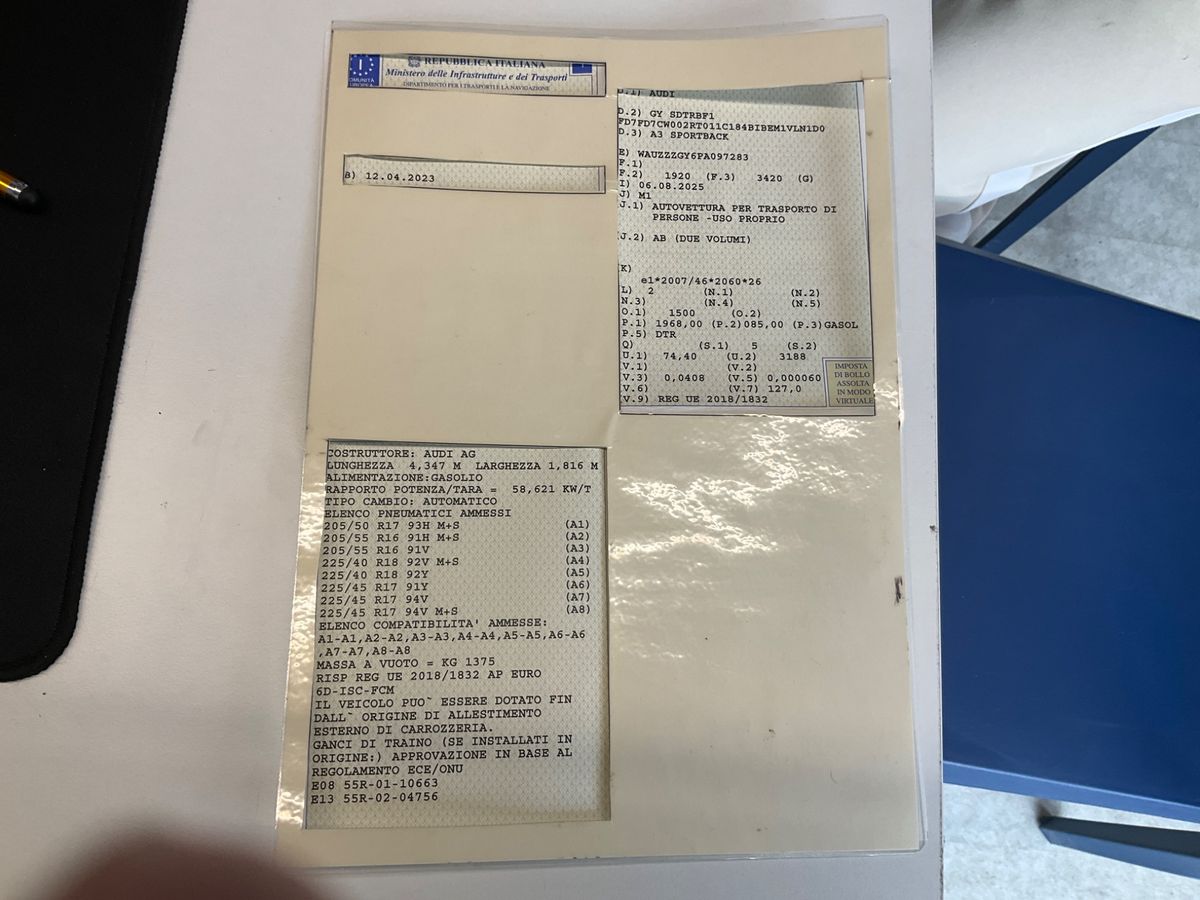 REPUBBLICA ITALIANA
I
COMUNITÀ
EUROPEA
Ministero delle Infrastrutture e dei Trasporti
DIPARTIMENTO PER I TRASPORTI E LA NAVIGAZIONE
B) 12.04.2023
AUDI
D.2) GY SDTRBF1
FD7FD7CW002RT011C184BIBEM1VLN1D0
D.3) A3 SPORTBACK
E) WAUZZZGY6PA097283
(F.1)
F.2) 1920 (F.3) 3420 (G)
I) 06.08.2025
J) M1
(J.1) AUTOVETTURA PER TRASPORTO DI
PERSONE -USO PROPRIO
(J.2) AB (DUE VOLUMI)
(K)
e1*2007/46*2060*26
L) 2 (N.1) (N.2)
N.3) (N.4) (N.5)
O.1) 1500 (O.2)
P.1) 1968,00 (P.2)085,00 (P.3)GASOL
P.5) DTR
Q) (S.1) 5 (S.2)
U.1) 74,40 (U.2) 3188
V.1) (V.2)
V.3) 0,0408 (V.5) 0,000060
(V.6) (V.7) 127,0
(V.9) REG UE 2018/1832
IMPOSTA
DI BOLLO
ASSOLTA
IN MODO
VIRTUALE
COSTRUTTORE: AUDI AG
LUNGHEZZA 4,347 M LARGHEZZA 1,816 M
ALIMENTAZIONE:GASOLIO
RAPPORTO POTENZA/TARA = 58,621 KW/T
TIPO CAMBIO: AUTOMATICO
ELENCO PNEUMATICI AMMESSI
205/50 R17 93H M+S (A1)
205/55 R16 91H M+S (A2)
205/55 R16 91V (A3)
225/40 R18 92V M+S (A4)
225/40 R18 92Y (A5)
225/45 R17 91Y (A6)
225/45 R17 94V (A7)
225/45 R17 94V M+S (A8)
ELENCO COMPATIBILITA' AMMESSE:
A1-A1,A2-A2,A3-A3,A4-A4,A5-A5,A6-A6
,A7-A7,A8-A8
MASSA A VUOTO = KG 1375
RISP REG UE 2018/1832 AP EURO
6D-ISC-FCM
IL VEICOLO PUO~ ESSERE DOTATO FIN
DALL~ ORIGINE DI ALLESTIMENTO
ESTERNO DI CARROZZERIA.
GANCI DI TRAINO (SE INSTALLATI IN
ORIGINE:) APPROVAZIONE IN BASE AL
REGOLAMENTO ECE/ONU
E08 55R-01-10663
E13 55R-02-04756